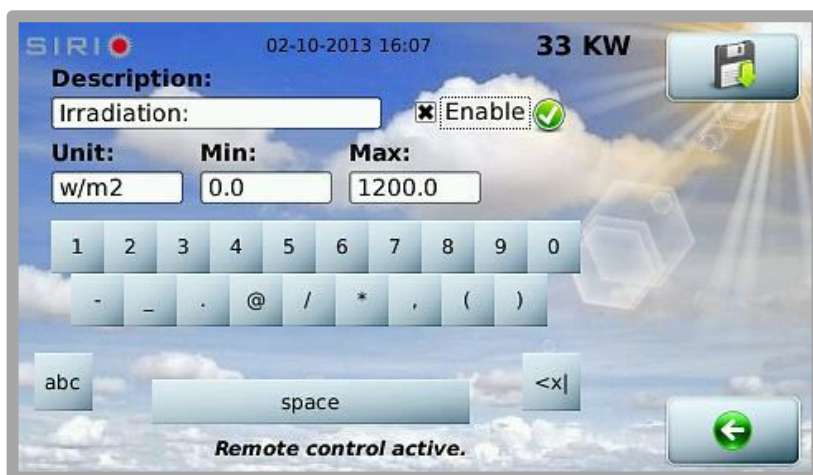 SIRIO 02-10-2013 16:07 33 KW
Description:
Irradiation: Enable
Unit: Min: Max:
w/m2 0.0 1200.0
1 2 3 4 5 6 7 8 9 0
- _ . @ / * , ( )
abc space <x|
Remote control active.